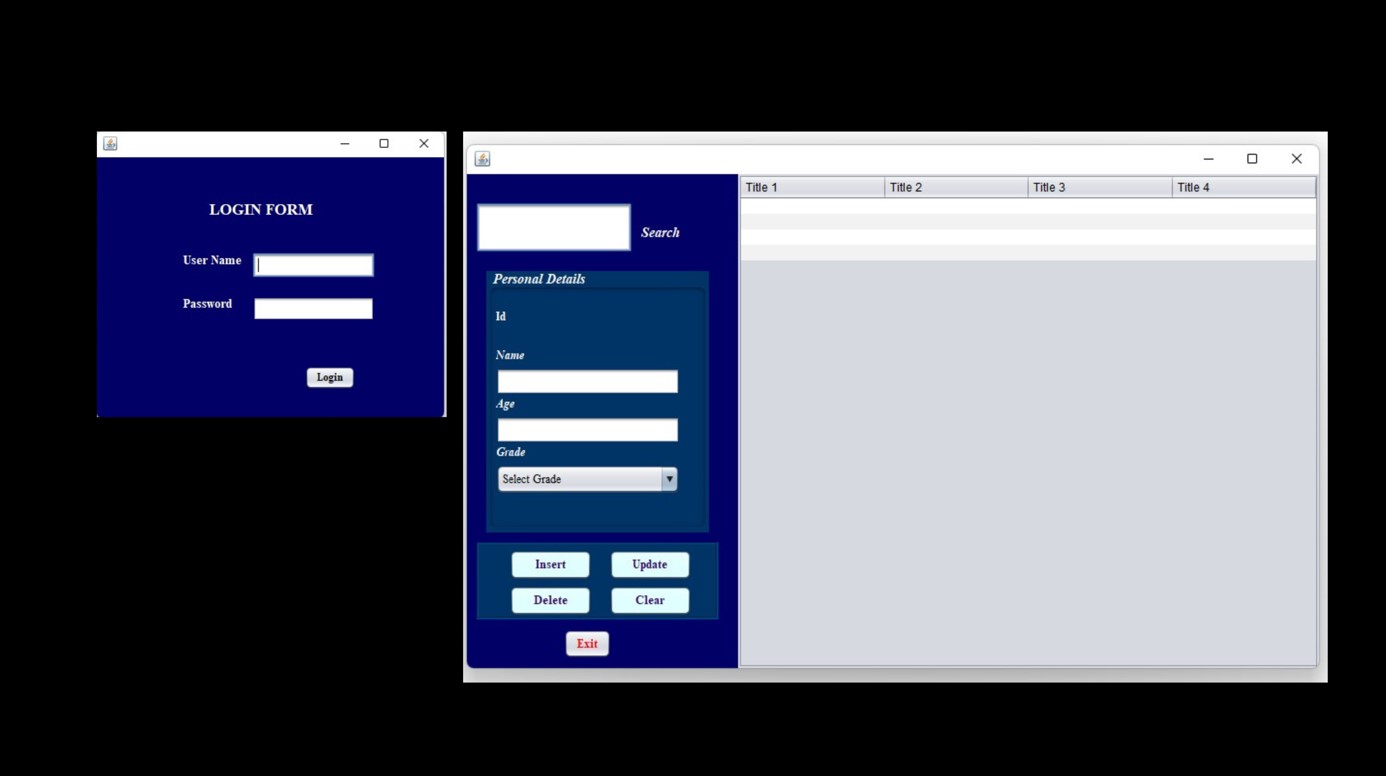 LOGIN FORM
User Name
Password
Login
Search
Personal Details
Id
Name
Age
Grade
Select Grade
Insert Update
Delete Clear
Exit
Title 1 Title 2 Title 3 Title 4